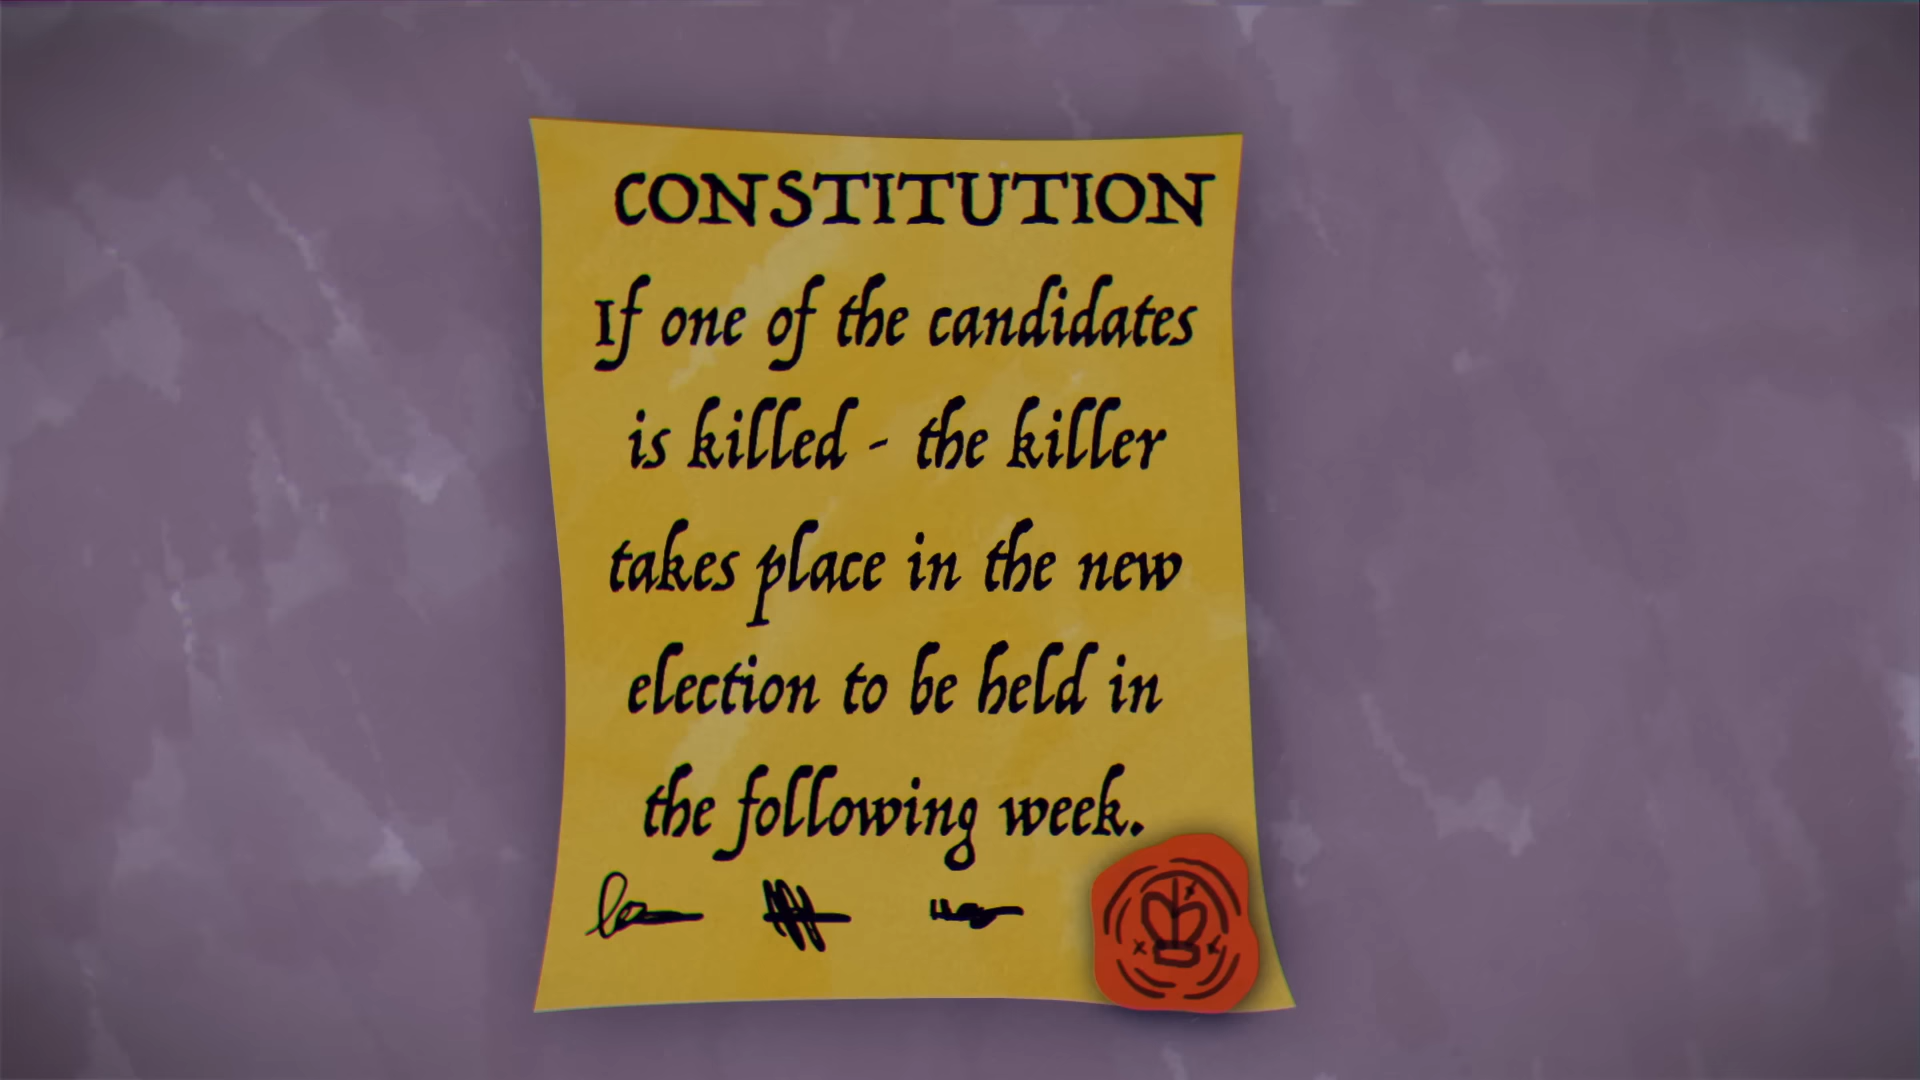 CONSTITUTION
If one of the candidates
is killed - the killer
takes place in the new
election to be held in
the following week.